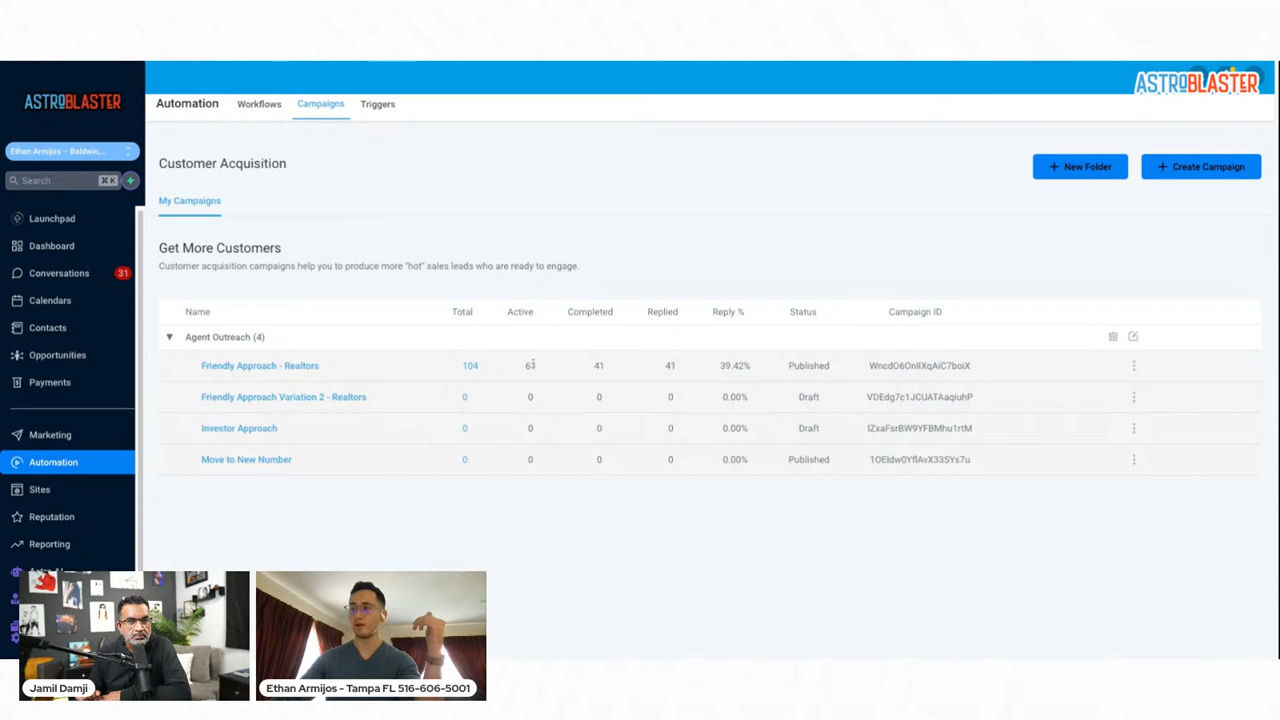 ASTROBLASTER
ASTROBLASTER
Automation Workflows Campaigns Triggers
Ethan Armijos -- Baldwin,...
Search ⌘K
Launchpad
Dashboard
Conversations 31
Calendars
Contacts
Opportunities
Payments
Marketing
Automation
Sites
Reputation
Reporting
Customer Acquisition
+ New Folder
+ Create Campaign
My Campaigns
Get More Customers
Customer acquisition campaigns help you to produce more "hot" sales leads who are ready to engage.
Name Total Active Completed Replied Reply % Status Campaign ID
Agent Outreach (4)
Friendly Approach - Realtors 104 63 41 41 39.42% Published
Friendly Approach Variation 2 - Realtors 0 0 0 0 0.00% Draft
Investor Approach 0 0 0 0 0.00% Draft
Move to New Number 0 0 0 0 0.00% Published
Jamil Damji
Ethan Armijos - Tampa FL 516-606-5001